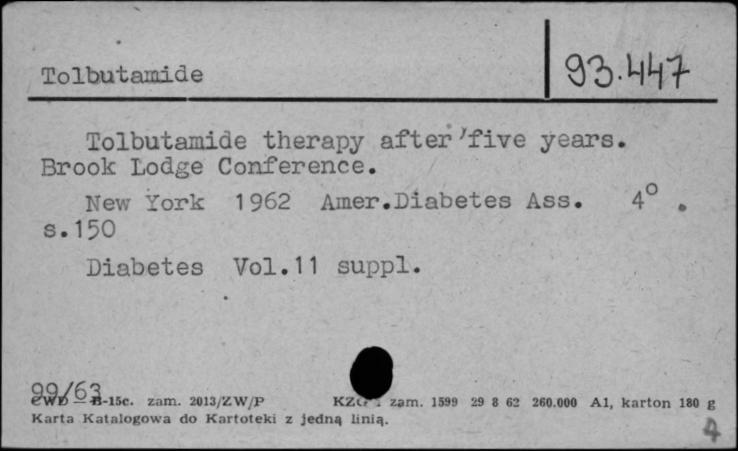 Tolbutamide
93.447
Tolbutamide therapy after five years.
Brook Lodge Conference.
New York 1962 Amer.Diabetes Ass. 4° .
s.150
Diabetes Vol.11 suppl.
99/63
CWD — B-15c. zam. 2013/ZW/P zam. 1599 29 8 62 260.000 A1, karton 180 g
Karta Katalogowa do Kartoteki z jedną linią.